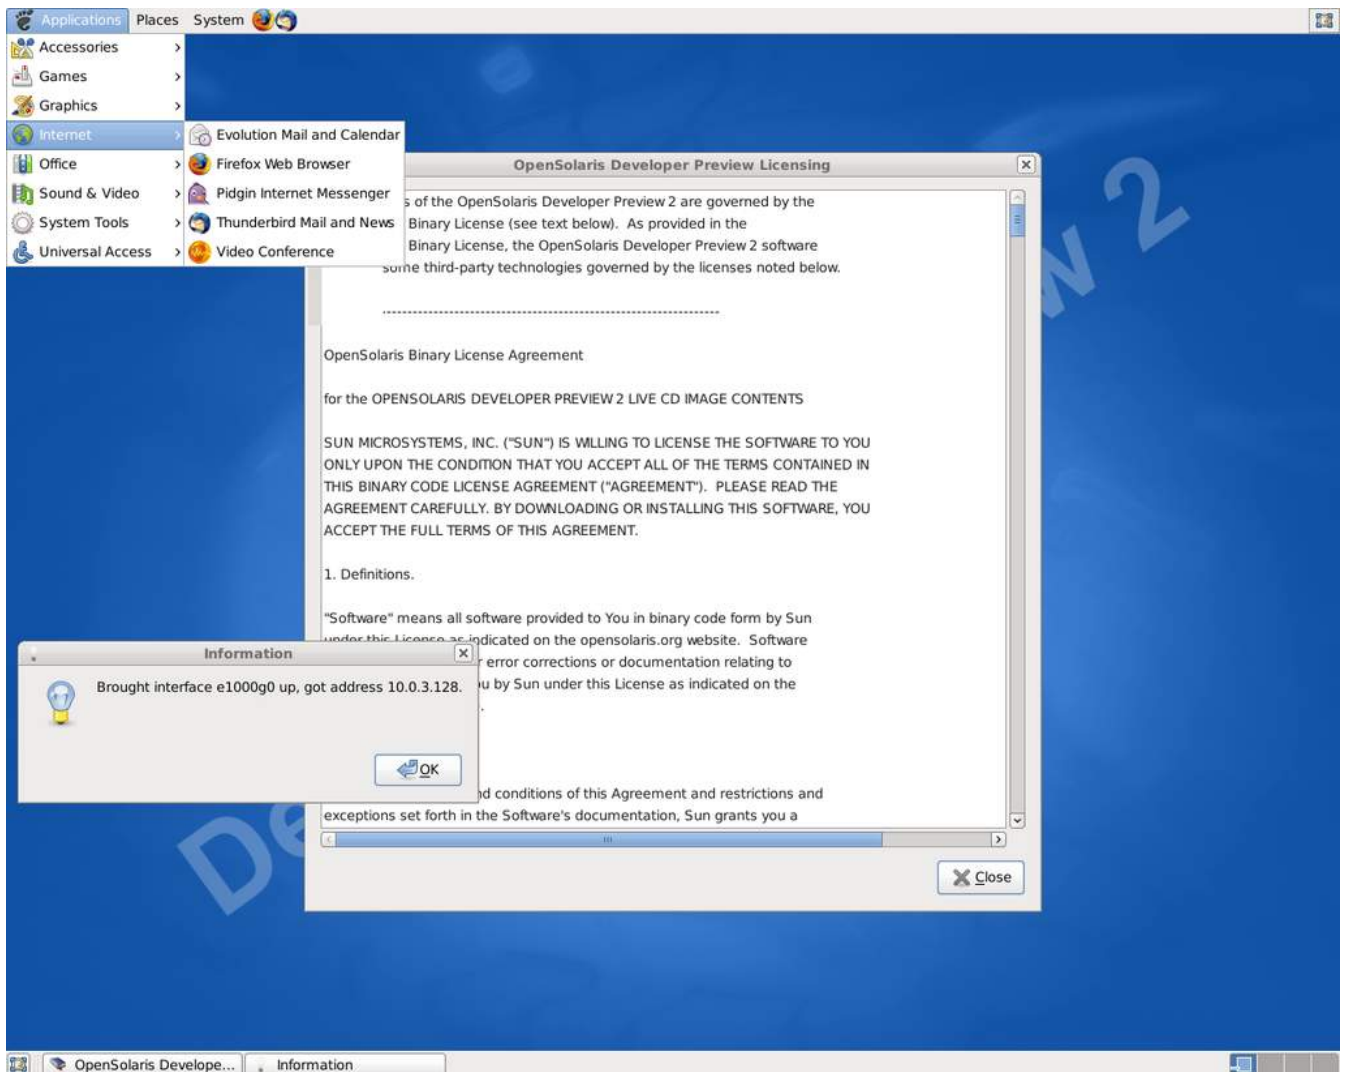 Applications Places System
Accessories
Games
Graphics
Internet
Office
Sound & Video
System Tools
Universal Access
Evolution Mail and Calendar
Firefox Web Browser
Pidgin Internet Messenger
Thunderbird Mail and News
Video Conference
OpenSolaris Developer Preview Licensing
of the OpenSolaris Developer Preview 2 are governed by the
Binary License (see text below). As provided in the
Binary License, the OpenSolaris Developer Preview 2 software
some third-party technologies governed by the licenses noted below.
--------------------------------------------------------------------
OpenSolaris Binary License Agreement
for the OPENSOLARIS DEVELOPER PREVIEW 2 LIVE CD IMAGE CONTENTS
SUN MICROSYSTEMS, INC. ("SUN") IS WILLING TO LICENSE THE SOFTWARE TO YOU
ONLY UPON THE CONDITION THAT YOU ACCEPT ALL OF THE TERMS CONTAINED IN
THIS BINARY CODE LICENSE AGREEMENT ("AGREEMENT"). PLEASE READ THE
AGREEMENT CAREFULLY. BY DOWNLOADING OR INSTALLING THIS SOFTWARE, YOU
ACCEPT THE FULL TERMS OF THIS AGREEMENT.
1. Definitions.
"Software" means all software provided to You in binary code form by Sun
under this License as indicated on the opensolaris.org website. Software
error corrections or documentation relating to
by Sun under this License as indicated on the
.
conditions of this Agreement and restrictions and
exceptions set forth in the Software's documentation, Sun grants you a
Close
Information
Brought interface e1000g0 up, got address 10.0.3.128.
OK
De
w 2
OpenSolaris Develope...
Information